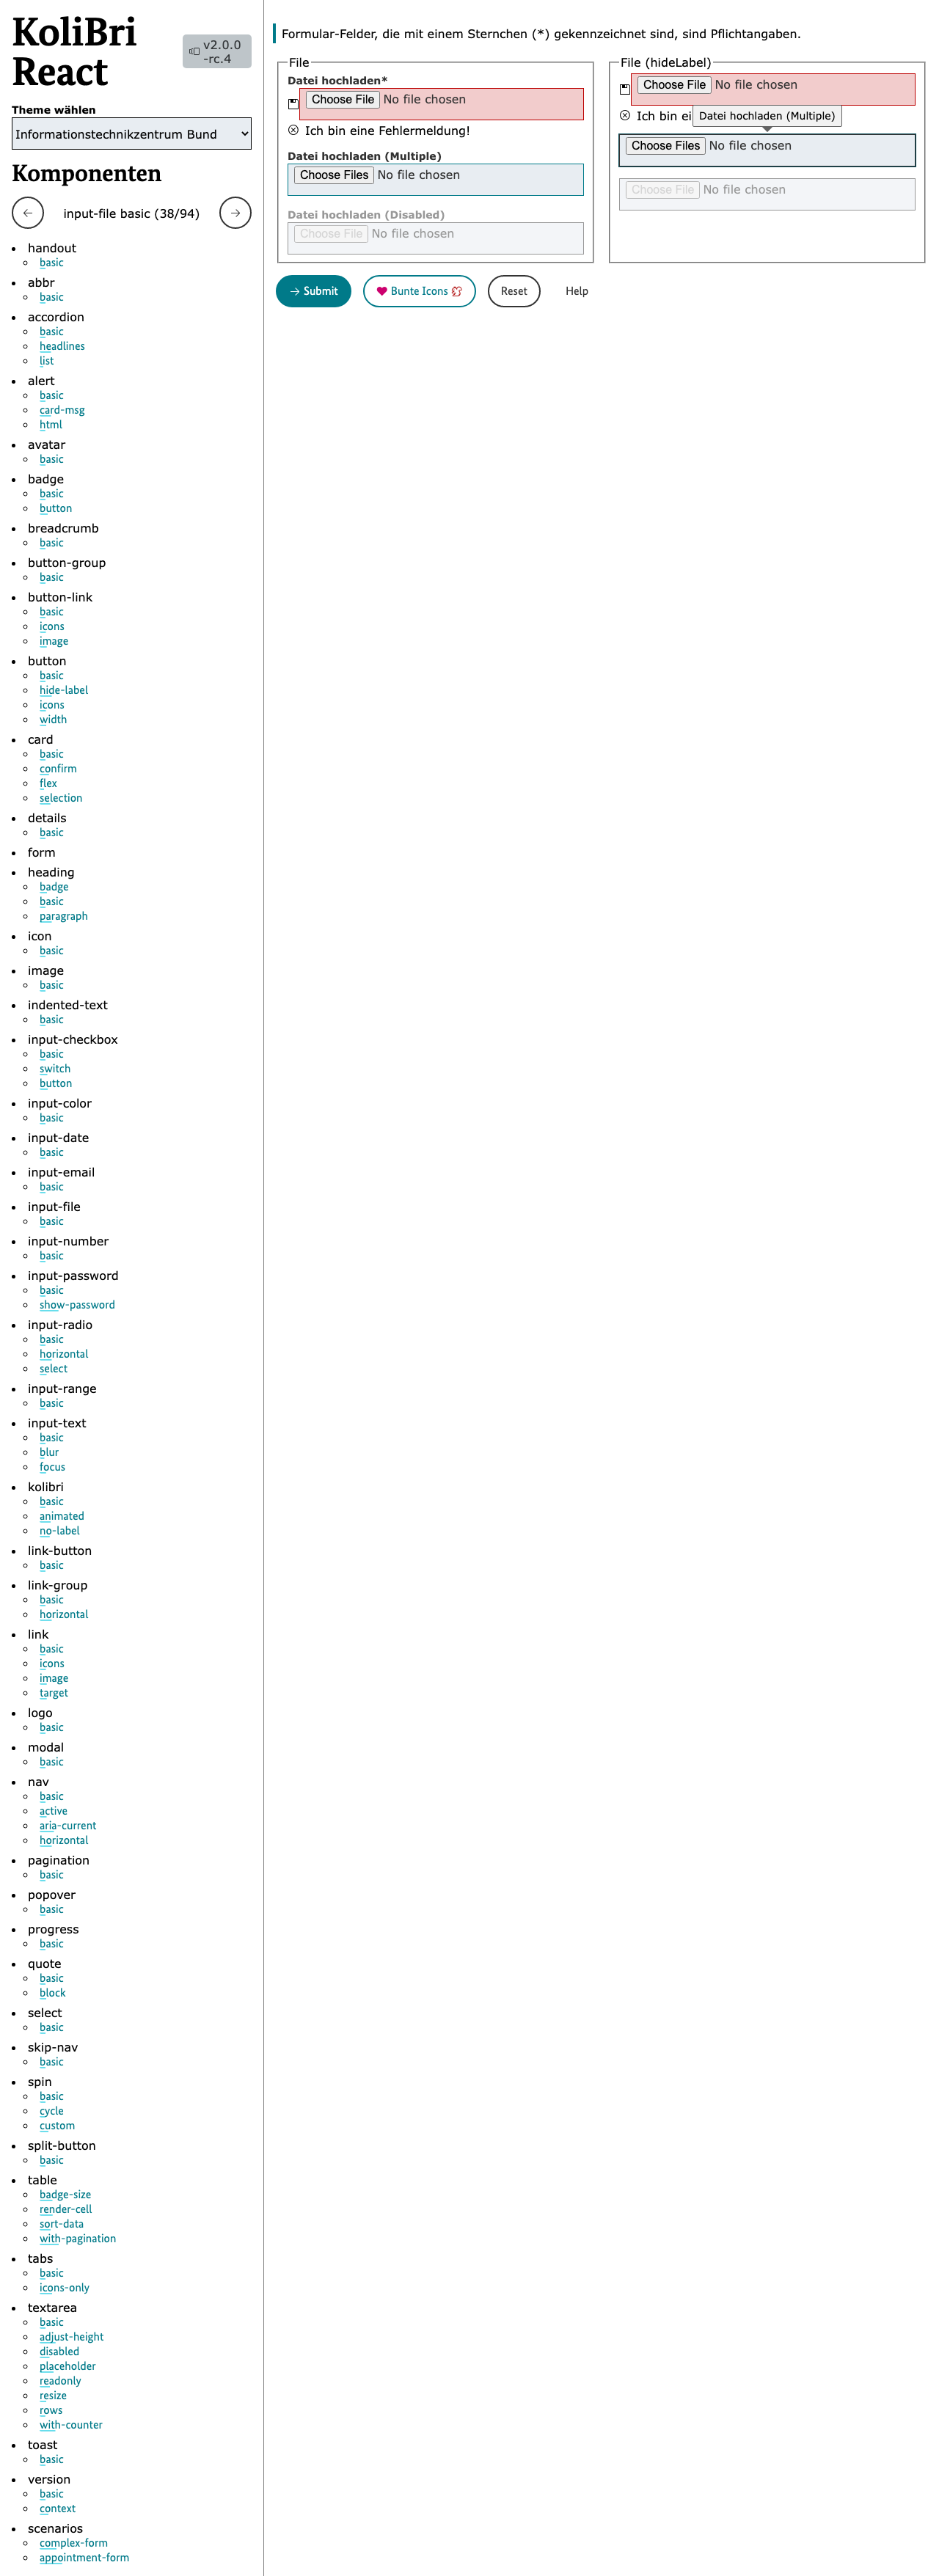 KoliBri
React
v2.0.0
-rc.4
Theme wählen
Informationstechnikzentrum Bund
Komponenten
input-file basic (38/94)
handout
basic
abbr
basic
accordion
basic
headlines
list
alert
basic
card-msg
html
avatar
basic
badge
basic
button
breadcrumb
basic
button-group
basic
button-link
basic
icons
image
button
basic
hide-label
icons
width
card
basic
confirm
flex
selection
details
basic
form
heading
badge
basic
paragraph
icon
basic
image
basic
indented-text
basic
input-checkbox
basic
switch
button
input-color
basic
input-date
basic
input-email
basic
input-file
basic
input-number
basic
input-password
basic
show-password
input-radio
basic
horizontal
select
input-range
basic
input-text
basic
blur
focus
kolibri
basic
animated
no-label
link-button
basic
link-group
basic
horizontal
link
basic
icons
image
target
logo
basic
modal
basic
nav
basic
active
aria-current
horizontal
pagination
basic
popover
basic
progress
basic
quote
basic
block
select
basic
skip-nav
basic
spin
basic
cycle
custom
split-button
basic
table
badge-size
render-cell
sort-data
with-pagination
tabs
basic
icons-only
textarea
basic
adjust-height
disabled
placeholder
readonly
resize
rows
with-counter
toast
basic
version
basic
context
scenarios
complex-form
appointment-form
Formular-Felder, die mit einem Sternchen (*) gekennzeichnet sind, sind Pflichtangaben.
File
Datei hochladen*
Choose File No file chosen
Ich bin eine Fehlermeldung!
Datei hochladen (Multiple)
Choose Files No file chosen
Datei hochladen (Disabled)
Choose File No file chosen
File (hideLabel)
Choose File No file chosen
Ich bin ei
Datei hochladen (Multiple)
Choose Files No file chosen
Choose File No file chosen
Submit
Bunte Icons
Reset
Help